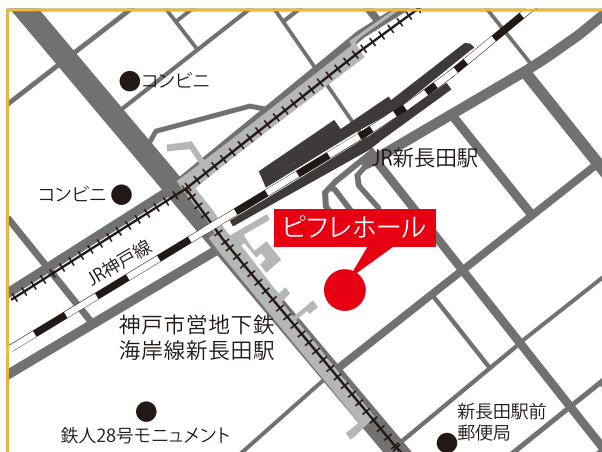 コンビニ
JR新長田駅
コンビニ
ピフレホール
JR神戸線
神戸市営地下鉄
海岸線新長田駅
新長田駅前
郵便局
鉄人28号モニュメント